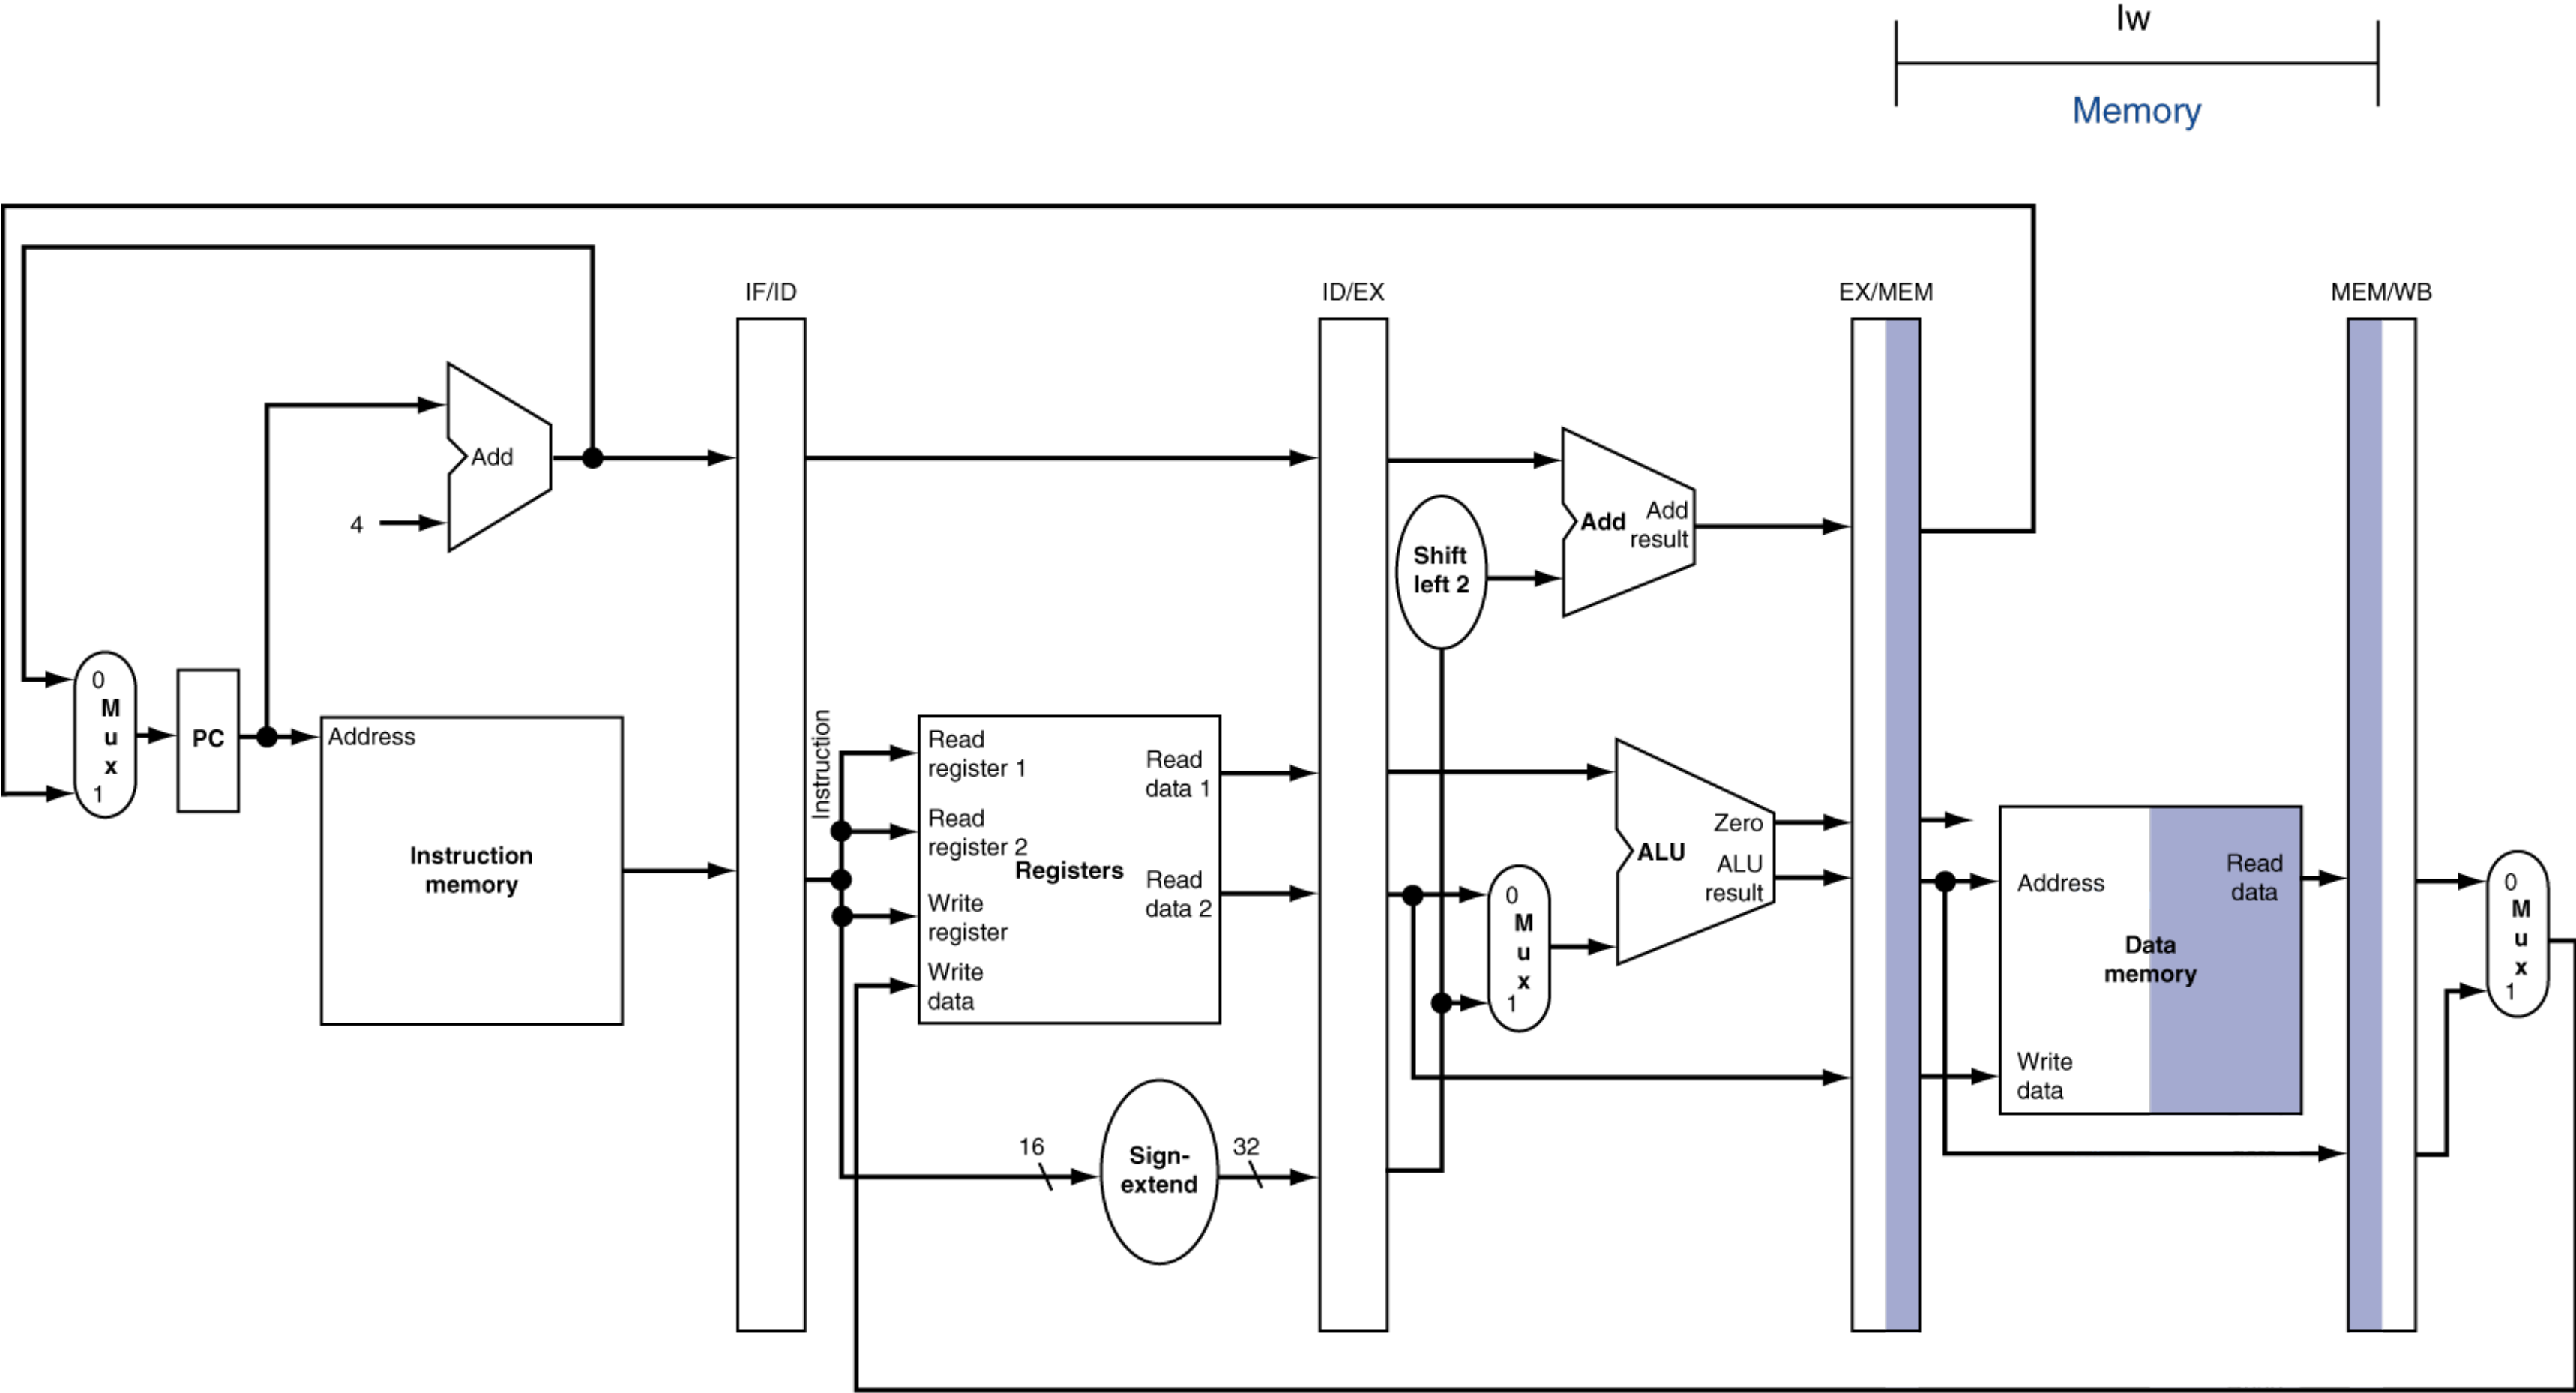 lw
Memory
IF/ID
ID/EX
EX/MEM
MEM/WB
Add
4
Add
Add
result
Shift
left 2
0
M
u
x
1
PC
Address
Instruction
memory
Instruction
Read
register 1
Read
register 2
Write
register
Write
data
Registers
Read
data 1
Read
data 2
16
Sign-
extend
32
0
M
u
x
1
ALU
Zero
ALU
result
Address
Read
data
Data
memory
Write
data
0
M
u
x
1